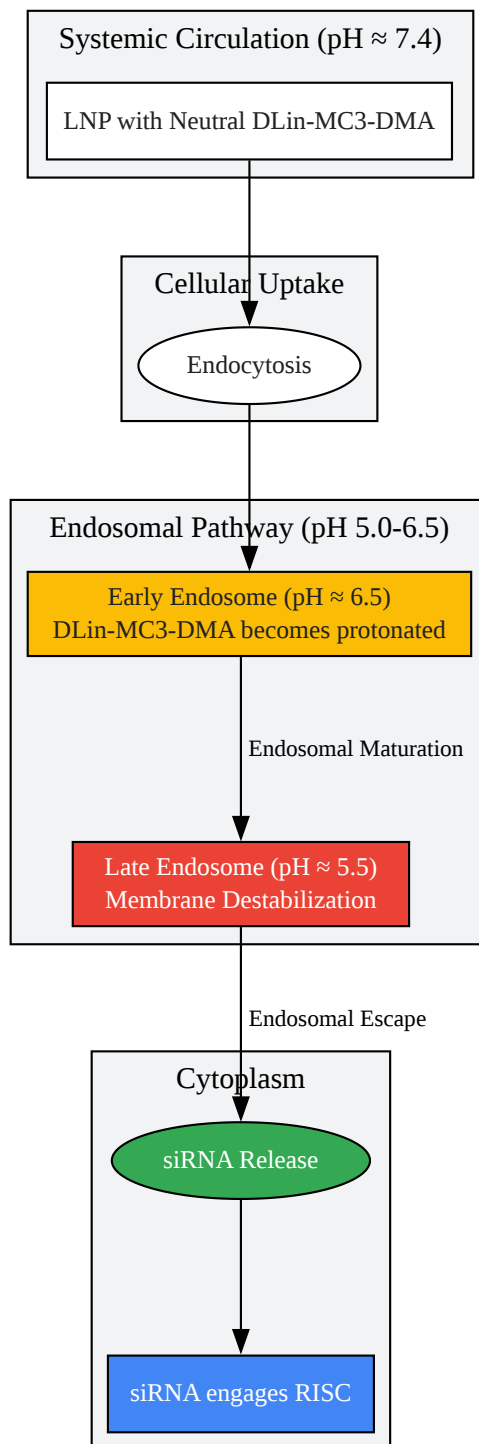 Systemic Circulation (pH ≈ 7.4)
LNP with Neutral DLin-MC3-DMA
Cellular Uptake
Endocytosis
Endosomal Pathway (pH 5.0-6.5)
Early Endosome (pH ≈ 6.5)
DLin-MC3-DMA becomes protonated
Endosomal Maturation
Late Endosome (pH ≈ 5.5)
Membrane Destabilization
Endosomal Escape
Cytoplasm
siRNA Release
siRNA engages RISC